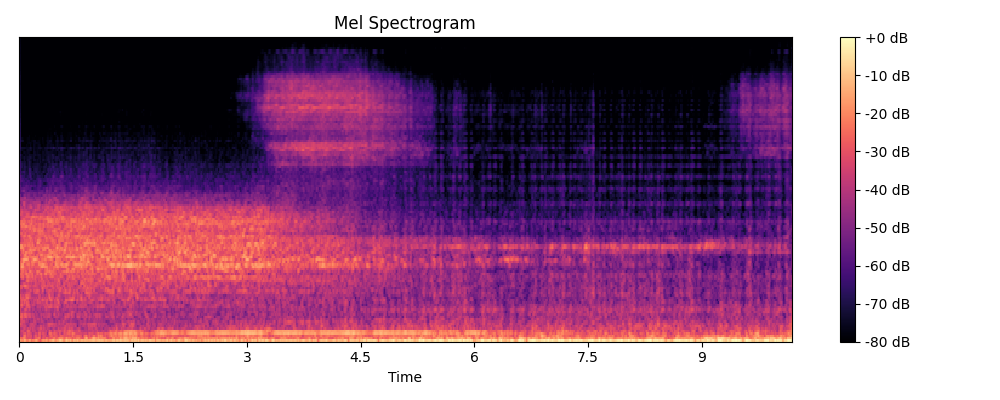 Mel Spectrogram
+0 dB
-10 dB
-20 dB
-30 dB
-40 dB
-50 dB
-60 dB
-70 dB
-80 dB
0 1.5 3 4.5 6 7.5 9
Time